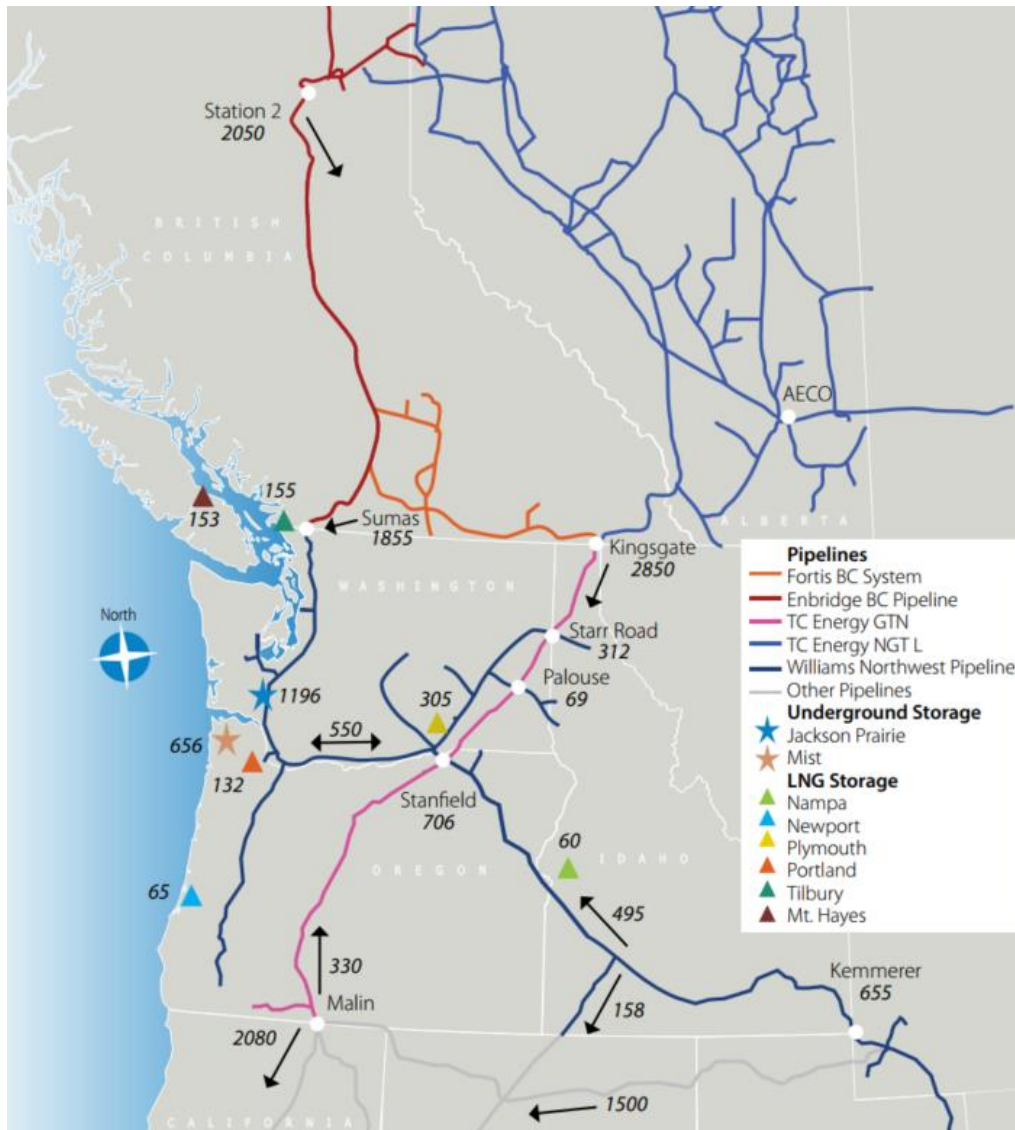 Station 2
2050
BRITISH
COLUMBIA
AECO
155
153
Sumas
1855
ALBERTA
Kingsgate
2850
WASHINGTON
North
Starr Road
312
Palouse
69
1196
305
550
656
132
Stanfield
706
60
OREGON
IDAHO
65
495
330
158
Malin
Kemmerer
655
2080
1500
CALIFORNIA
Pipelines
Fortis BC System
Enbridge BC Pipeline
TC Energy GTN
TC Energy NGT L
Williams Northwest Pipeline
Other Pipelines
Underground Storage
Jackson Prairie
Mist
LNG Storage
Nampa
Newport
Plymouth
Portland
Tilbury
Mt. Hayes